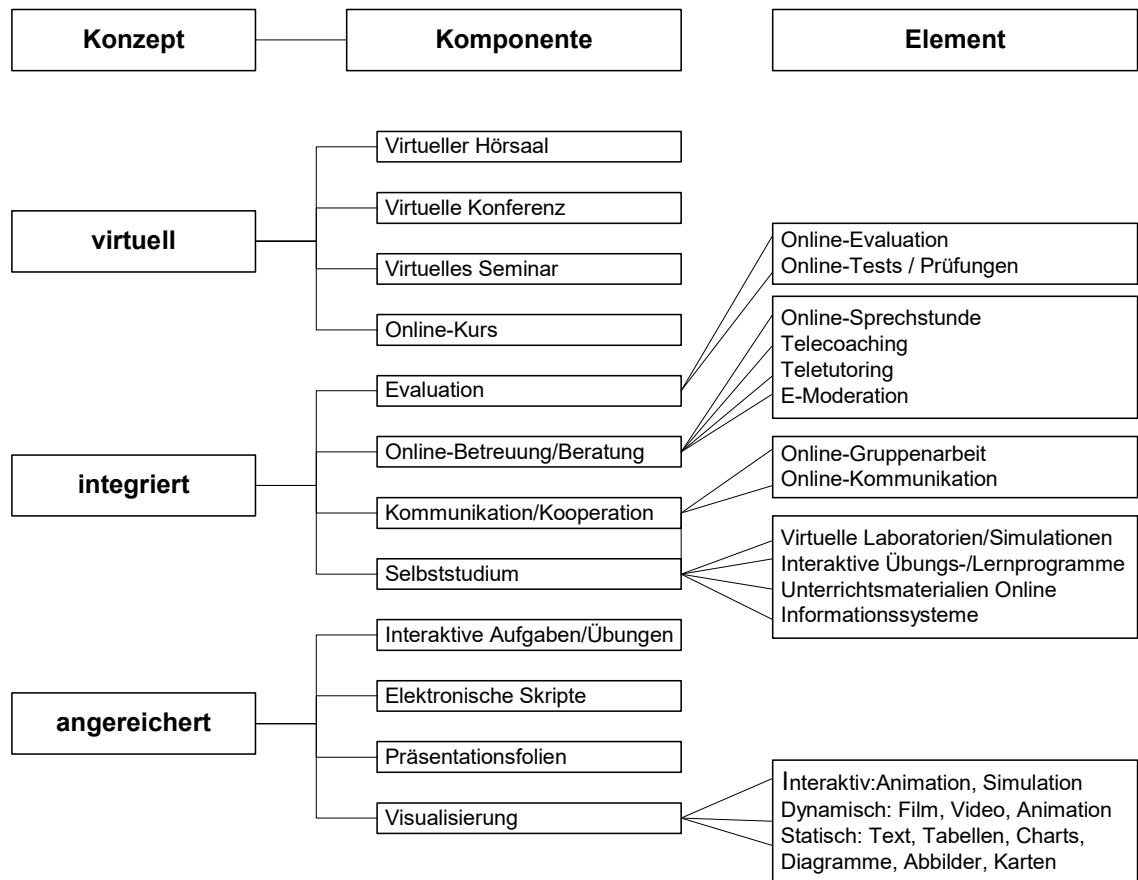 Konzept
Komponente
Element
virtuell
Virtueller Hörsaal
Virtuelle Konferenz
Virtuelles Seminar
Online-Kurs
integriert
Evaluation
Online-Betreuung/Beratung
Kommunikation/Kooperation
Selbststudium
Online-Evaluation
Online-Tests / Prüfungen
Online-Sprechstunde
Telecoaching
Teletutoring
E-Moderation
Online-Gruppenarbeit
Online-Kommunikation
Virtuelle Laboratorien/Simulationen
Interaktive Übungs-/Lernprogramme
Unterrichtsmaterialien Online
Informationssysteme
angereichert
Interaktive Aufgaben/Übungen
Elektronische Skripte
Präsentationsfolien
Visualisierung
Interaktiv:Animation, Simulation
Dynamisch: Film, Video, Animation
Statisch: Text, Tabellen, Charts,
Diagramme, Abbilder, Karten